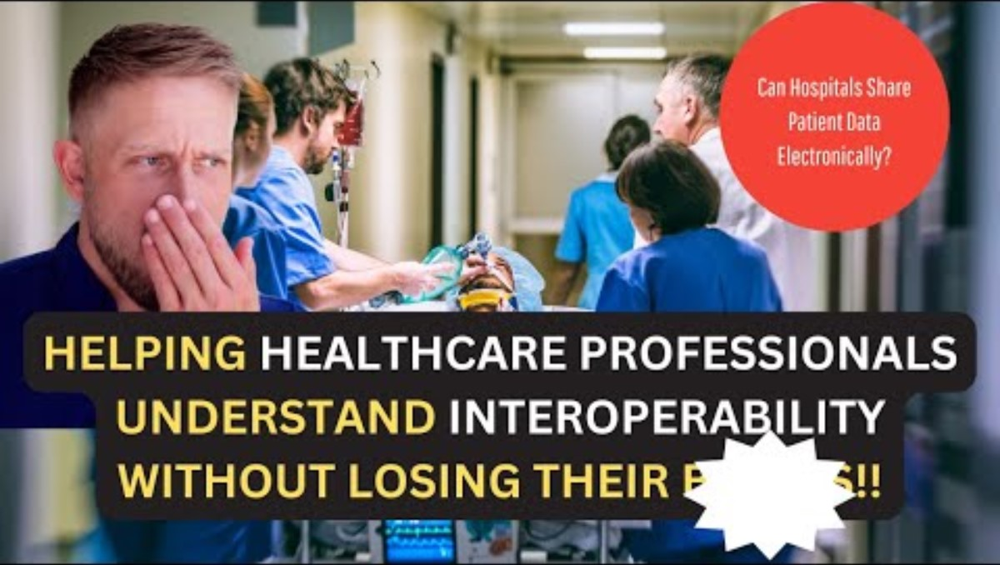 Can Hospitals Share
Patient Data
Electronically?
HELPING HEALTHCARE PROFESSIONALS
UNDERSTAND INTEROPERABILITY
WITHOUT LOSING THEIR